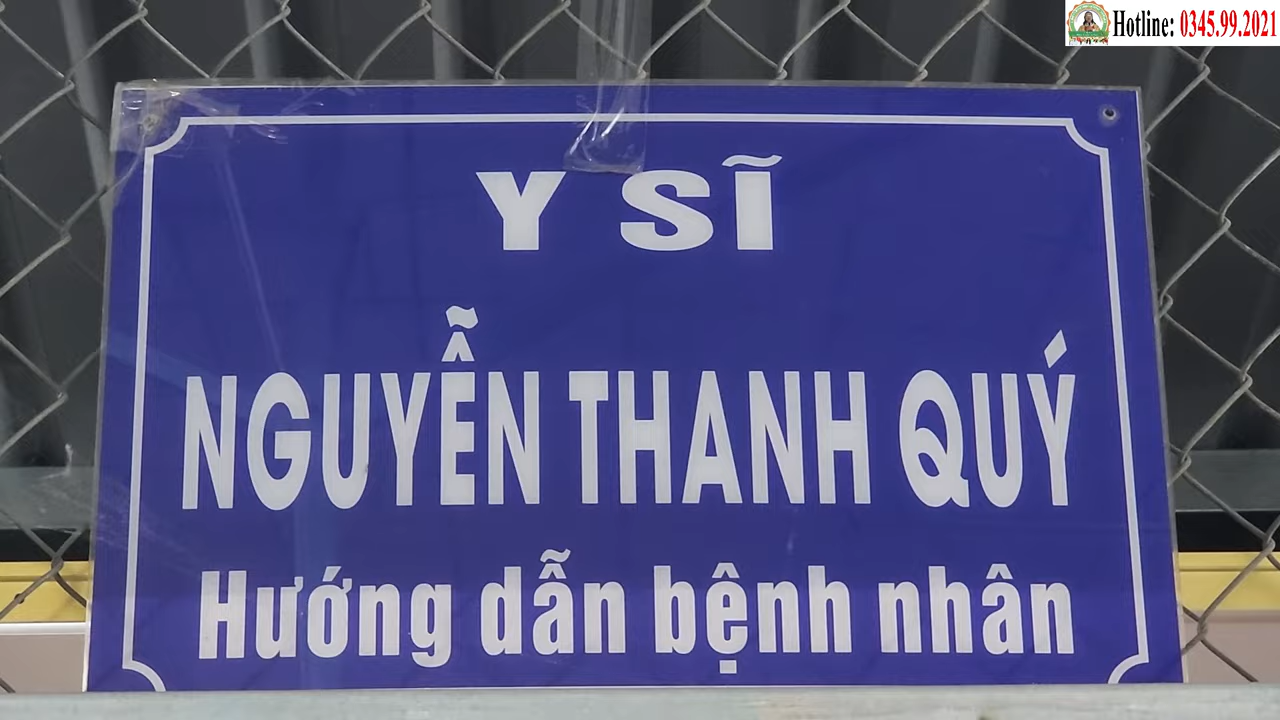 Hotline: 0345.99.2021
Y SĨ
NGUYỄN THANH QUÝ
Hướng dẫn bệnh nhân